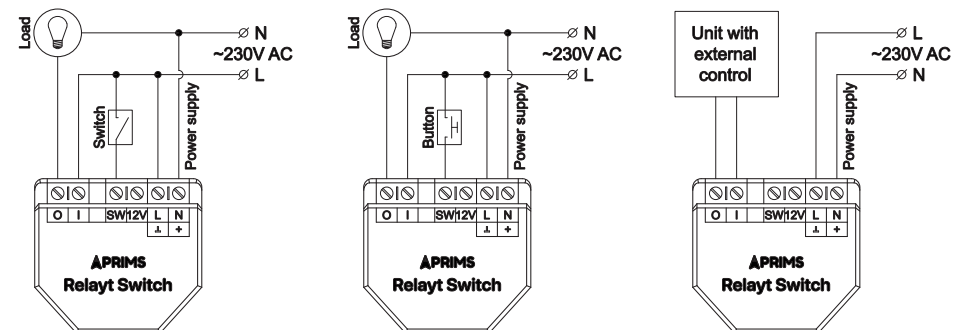 Load
N
~230V AC
L
Switch
Power supply
O I SW 12V L N
⊥ +
APRIMS
Relayt Switch
Load
N
~230V AC
L
Button
Power supply
O I SW 12V L N
⊥ +
APRIMS
Relayt Switch
Unit with
external
control
L
~230V AC
N
Power supply
O I SW 12V L N
⊥ +
APRIMS
Relayt Switch